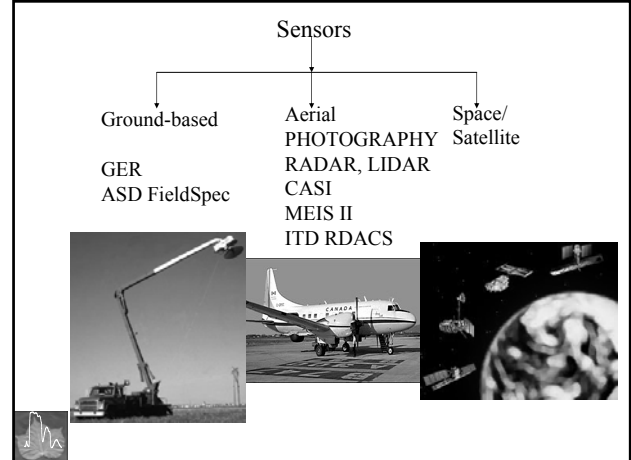 Sensors
Ground-based
GER
ASD FieldSpec
Aerial
PHOTOGRAPHY
RADAR, LIDAR
CASI
MEIS II
ITD RDACS
Space/
Satellite
CANADA